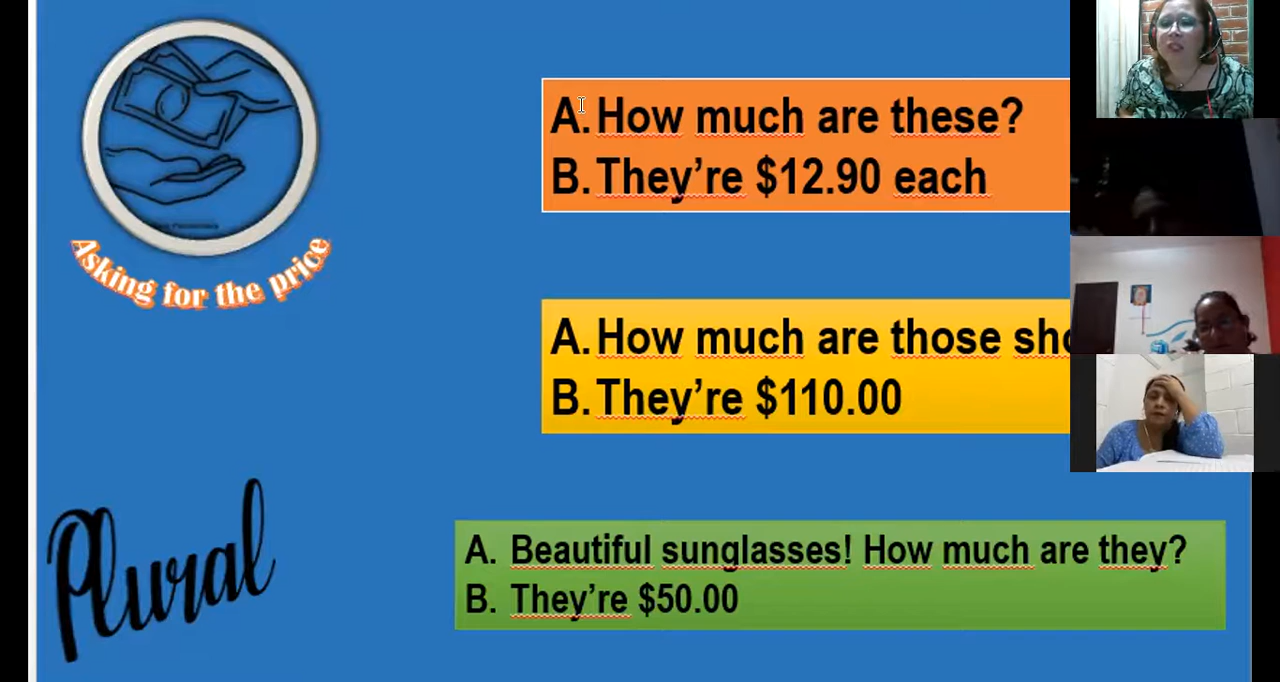 A. How much are these?
B. They're $12.90 each
Asking for the price
A. How much are those
B. They're $110.00
Plural
A. Beautiful sunglasses! How much are they?
B. They're $50.00